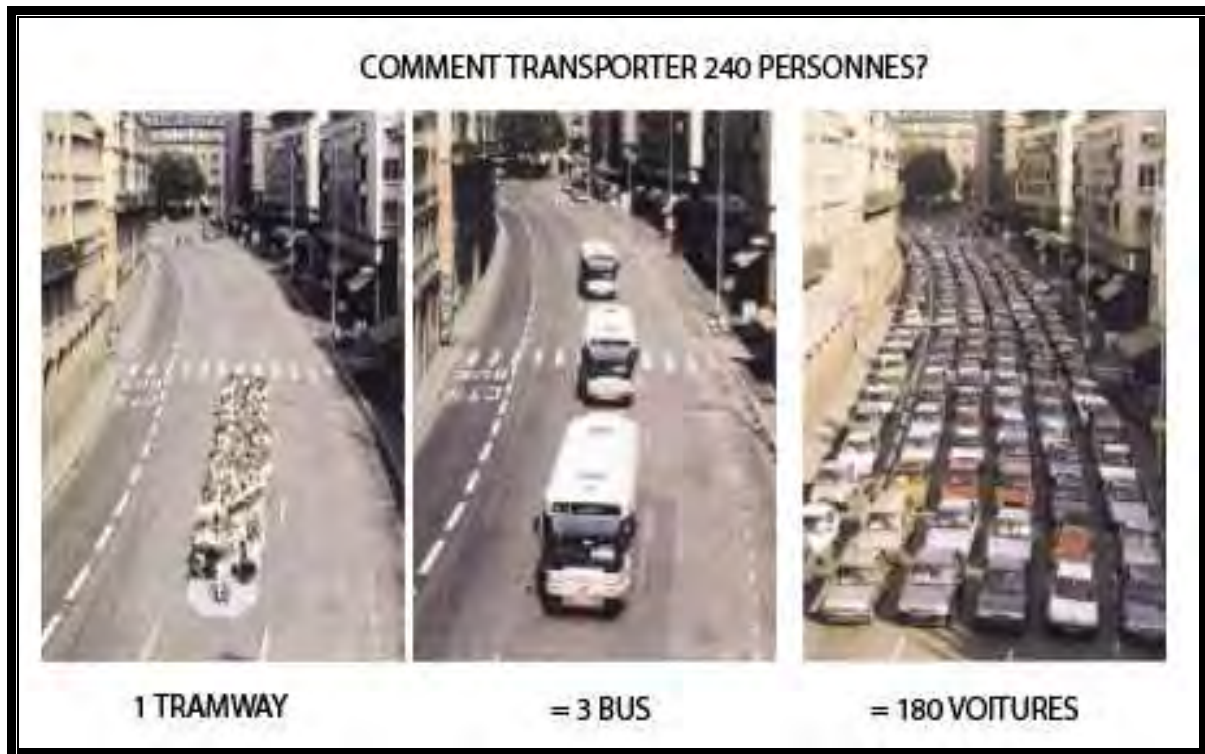 COMMENT TRANSPORTER 240 PERSONNES?
1 TRAMWAY
= 3 BUS
= 180 VOITURES